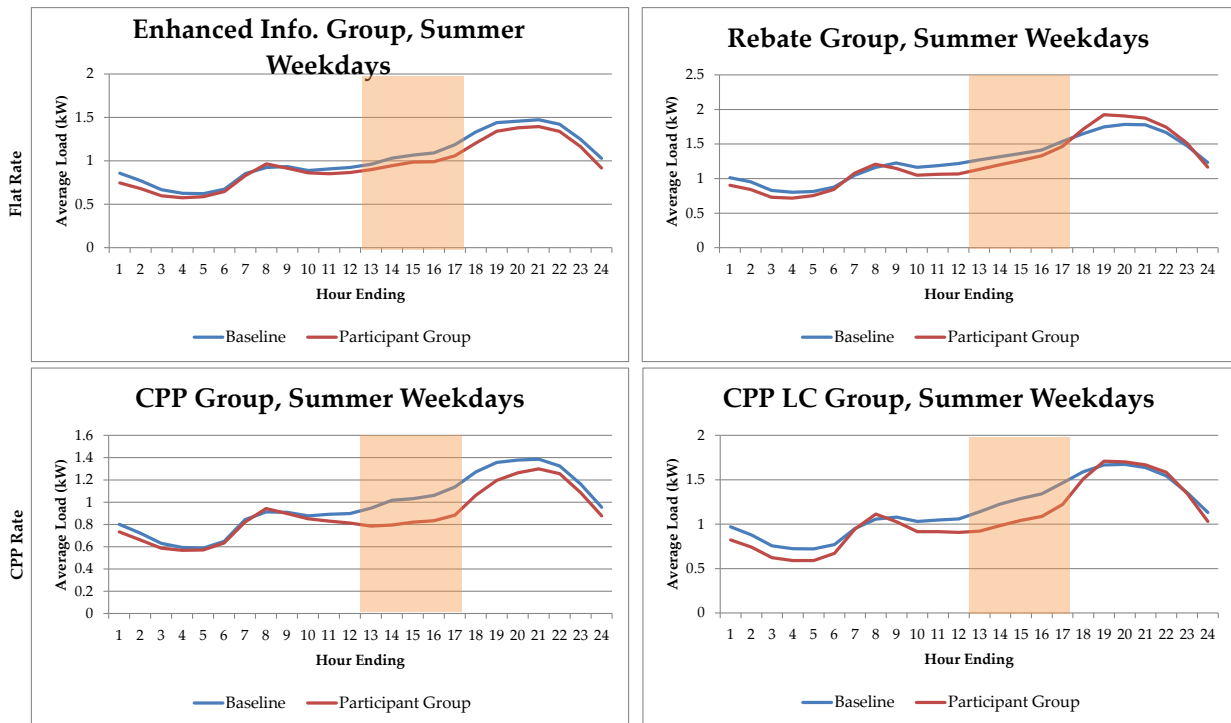 Flat Rate
Enhanced Info. Group, Summer
Weekdays
Average Load (kW)
2
1.5
1
0.5
0
1 2 3 4 5 6 7 8 9 10 11 12 13 14 15 16 17 18 19 20 21 22 23 24
Hour Ending
Baseline Participant Group
Rebate Group, Summer Weekdays
Average Load (kW)
2.5
2
1.5
1
0.5
0
1 2 3 4 5 6 7 8 9 10 11 12 13 14 15 16 17 18 19 20 21 22 23 24
Hour Ending
Baseline Participant Group
CPP Rate
CPP Group, Summer Weekdays
Average Load (kW)
1.6
1.4
1.2
1
0.8
0.6
0.4
0.2
0
1 2 3 4 5 6 7 8 9 10 11 12 13 14 15 16 17 18 19 20 21 22 23 24
Hour Ending
Baseline Participant Group
CPP LC Group, Summer Weekdays
Average Load (kW)
2
1.5
1
0.5
0
1 2 3 4 5 6 7 8 9 10 11 12 13 14 15 16 17 18 19 20 21 22 23 24
Hour Ending
Baseline Participant Group